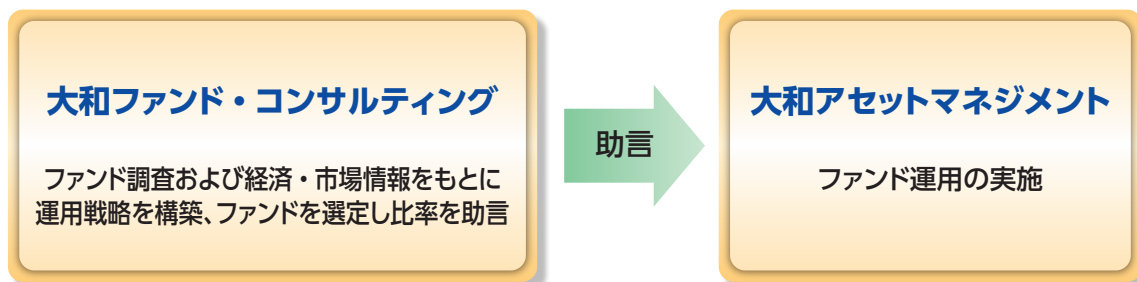 大和ファンド・コンサルティング
ファンド調査および経済・市場情報をもとに
運用戦略を構築、ファンドを選定し比率を助言
助言
大和アセットマネジメント
ファンド運用の実施